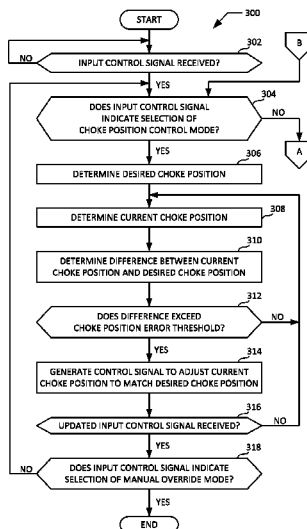 START
300
302
B
NO
INPUT CONTROL SIGNAL RECEIVED?
YES
304
DOES INPUT CONTROL SIGNAL
INDICATE SELECTION OF
CHOKE POSITION CONTROL MODE?
NO
A
YES
306
DETERMINE DESIRED CHOKE POSITION
308
DETERMINE CURRENT CHOKE POSITION
310
DETERMINE DIFFERENCE BETWEEN CURRENT
CHOKE POSITION AND DESIRED CHOKE POSITION
312
DOES DIFFERENCE EXCEED
CHOKE POSITION ERROR THRESHOLD?
NO
YES
314
GENERATE CONTROL SIGNAL TO ADJUST CURRENT
CHOKE POSITION TO MATCH DESIRED CHOKE POSITION
316
UPDATED INPUT CONTROL SIGNAL RECEIVED?
NO
YES
318
NO
DOES INPUT CONTROL SIGNAL INDICATE
SELECTION OF MANUAL OVERRIDE MODE?
YES
END